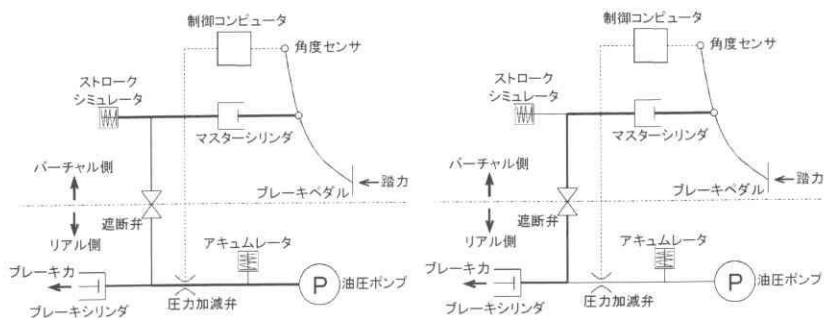 制御コンピュータ
角度センサ
ストローク
シミュレータ
マスターシリンダ
バーチャル側
踏力
ブレーキペダル
遮断弁
リアル側
アキュムレータ
ブレーキ力
P
油圧ポンプ
ブレーキシリンダ
圧力加減弁
制御コンピュータ
角度センサ
ストローク
シミュレータ
マスターシリンダ
バーチャル側
踏力
ブレーキペダル
遮断弁
リアル側
アキュムレータ
ブレーキ力
P
油圧ポンプ
ブレーキシリンダ
圧力加減弁